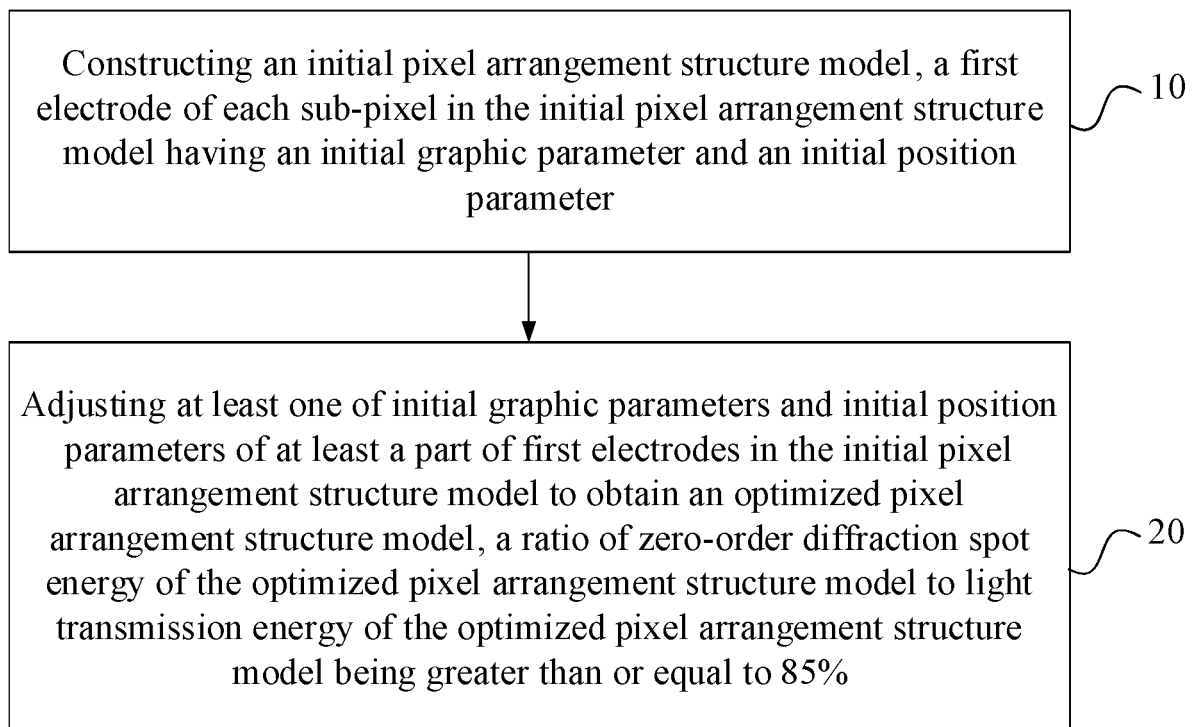 Constructing an initial pixel arrangement structure model, a first
electrode of each sub-pixel in the initial pixel arrangement structure
model having an initial graphic parameter and an initial position
parameter
10
Adjusting at least one of initial graphic parameters and initial position
parameters of at least a part of first electrodes in the initial pixel
arrangement structure model to obtain an optimized pixel
arrangement structure model, a ratio of zero-order diffraction spot
energy of the optimized pixel arrangement structure model to light
transmission energy of the optimized pixel arrangement structure
model being greater than or equal to 85%
20